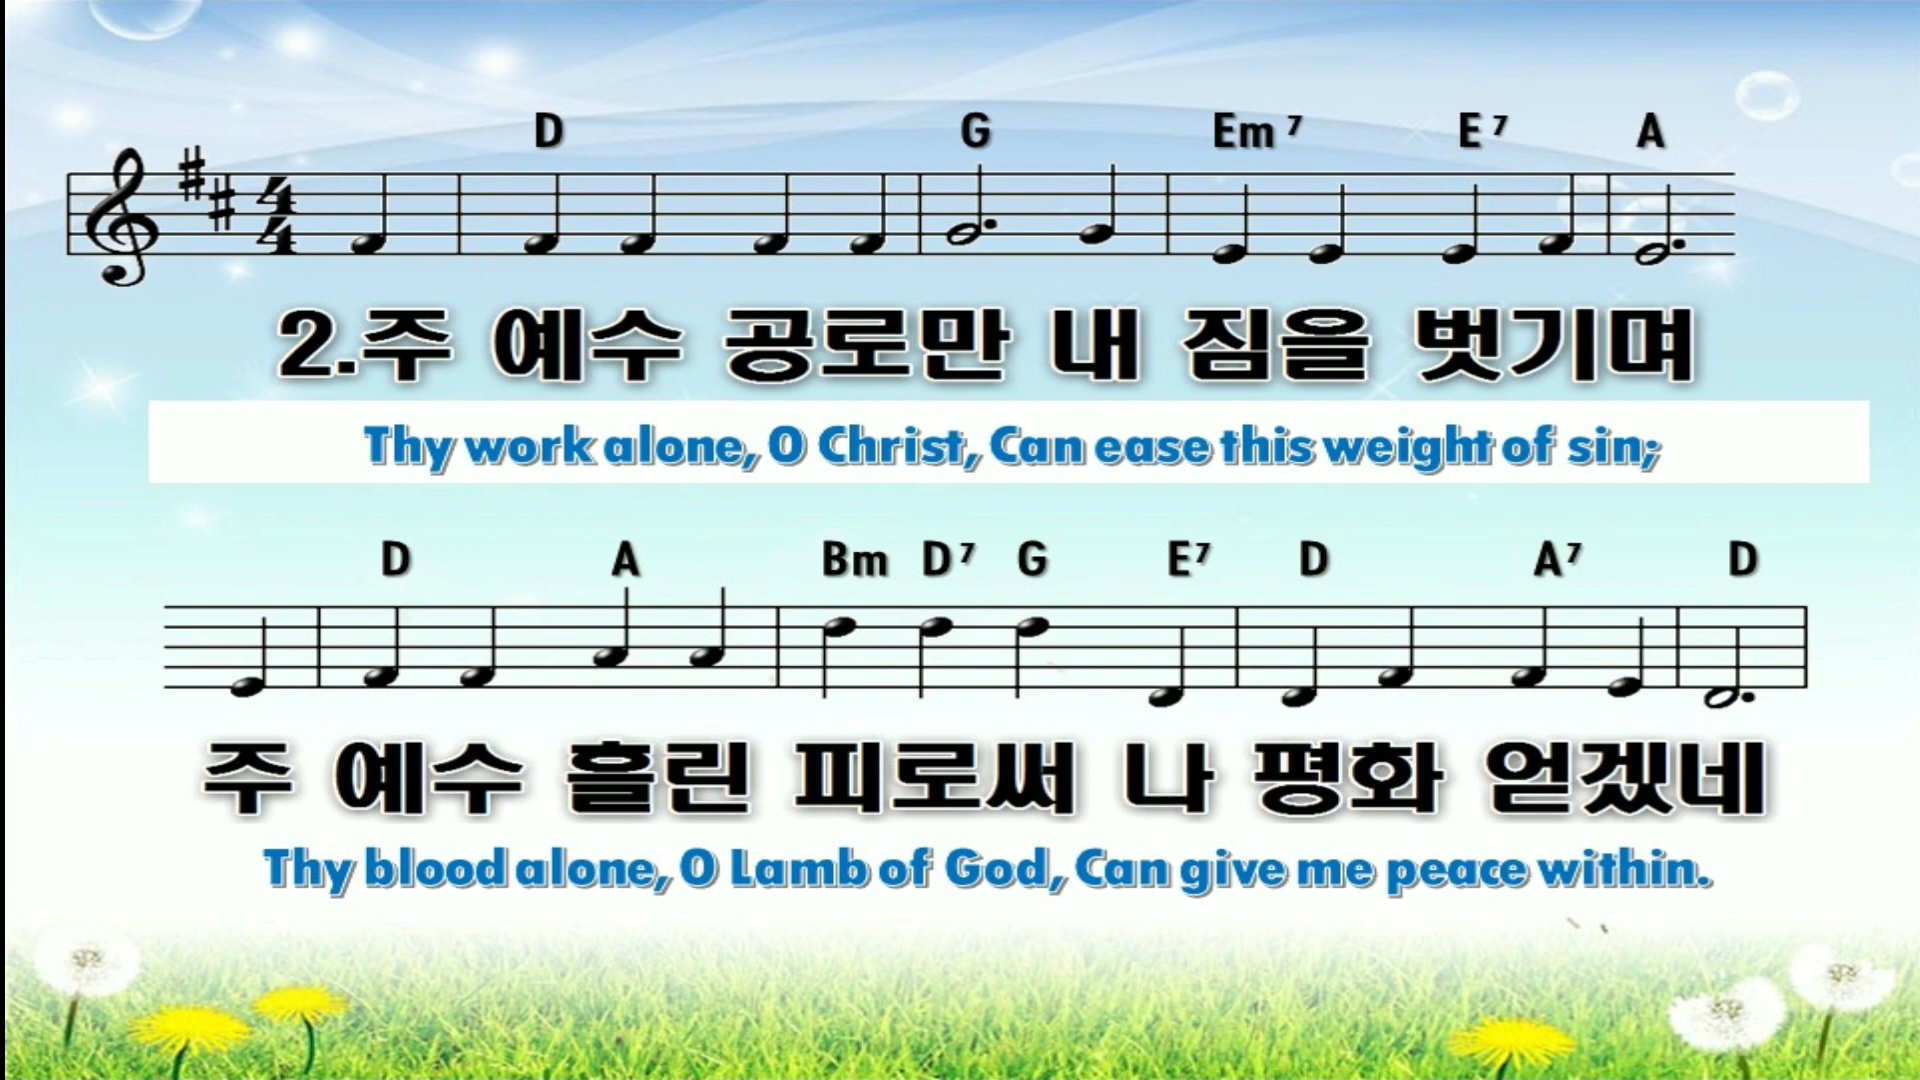 D G Em7 E7 A
4
4
2.주 예수 공로만 내 짐을 벗기며
Thy work alone, O Christ, Can ease this weight of sin;
D A Bm D7 G E7 D A7 D
주 예수 흘린 피로써 나 평화 얻겠네
Thy blood alone, O Lamb of God, Can give me peace within.